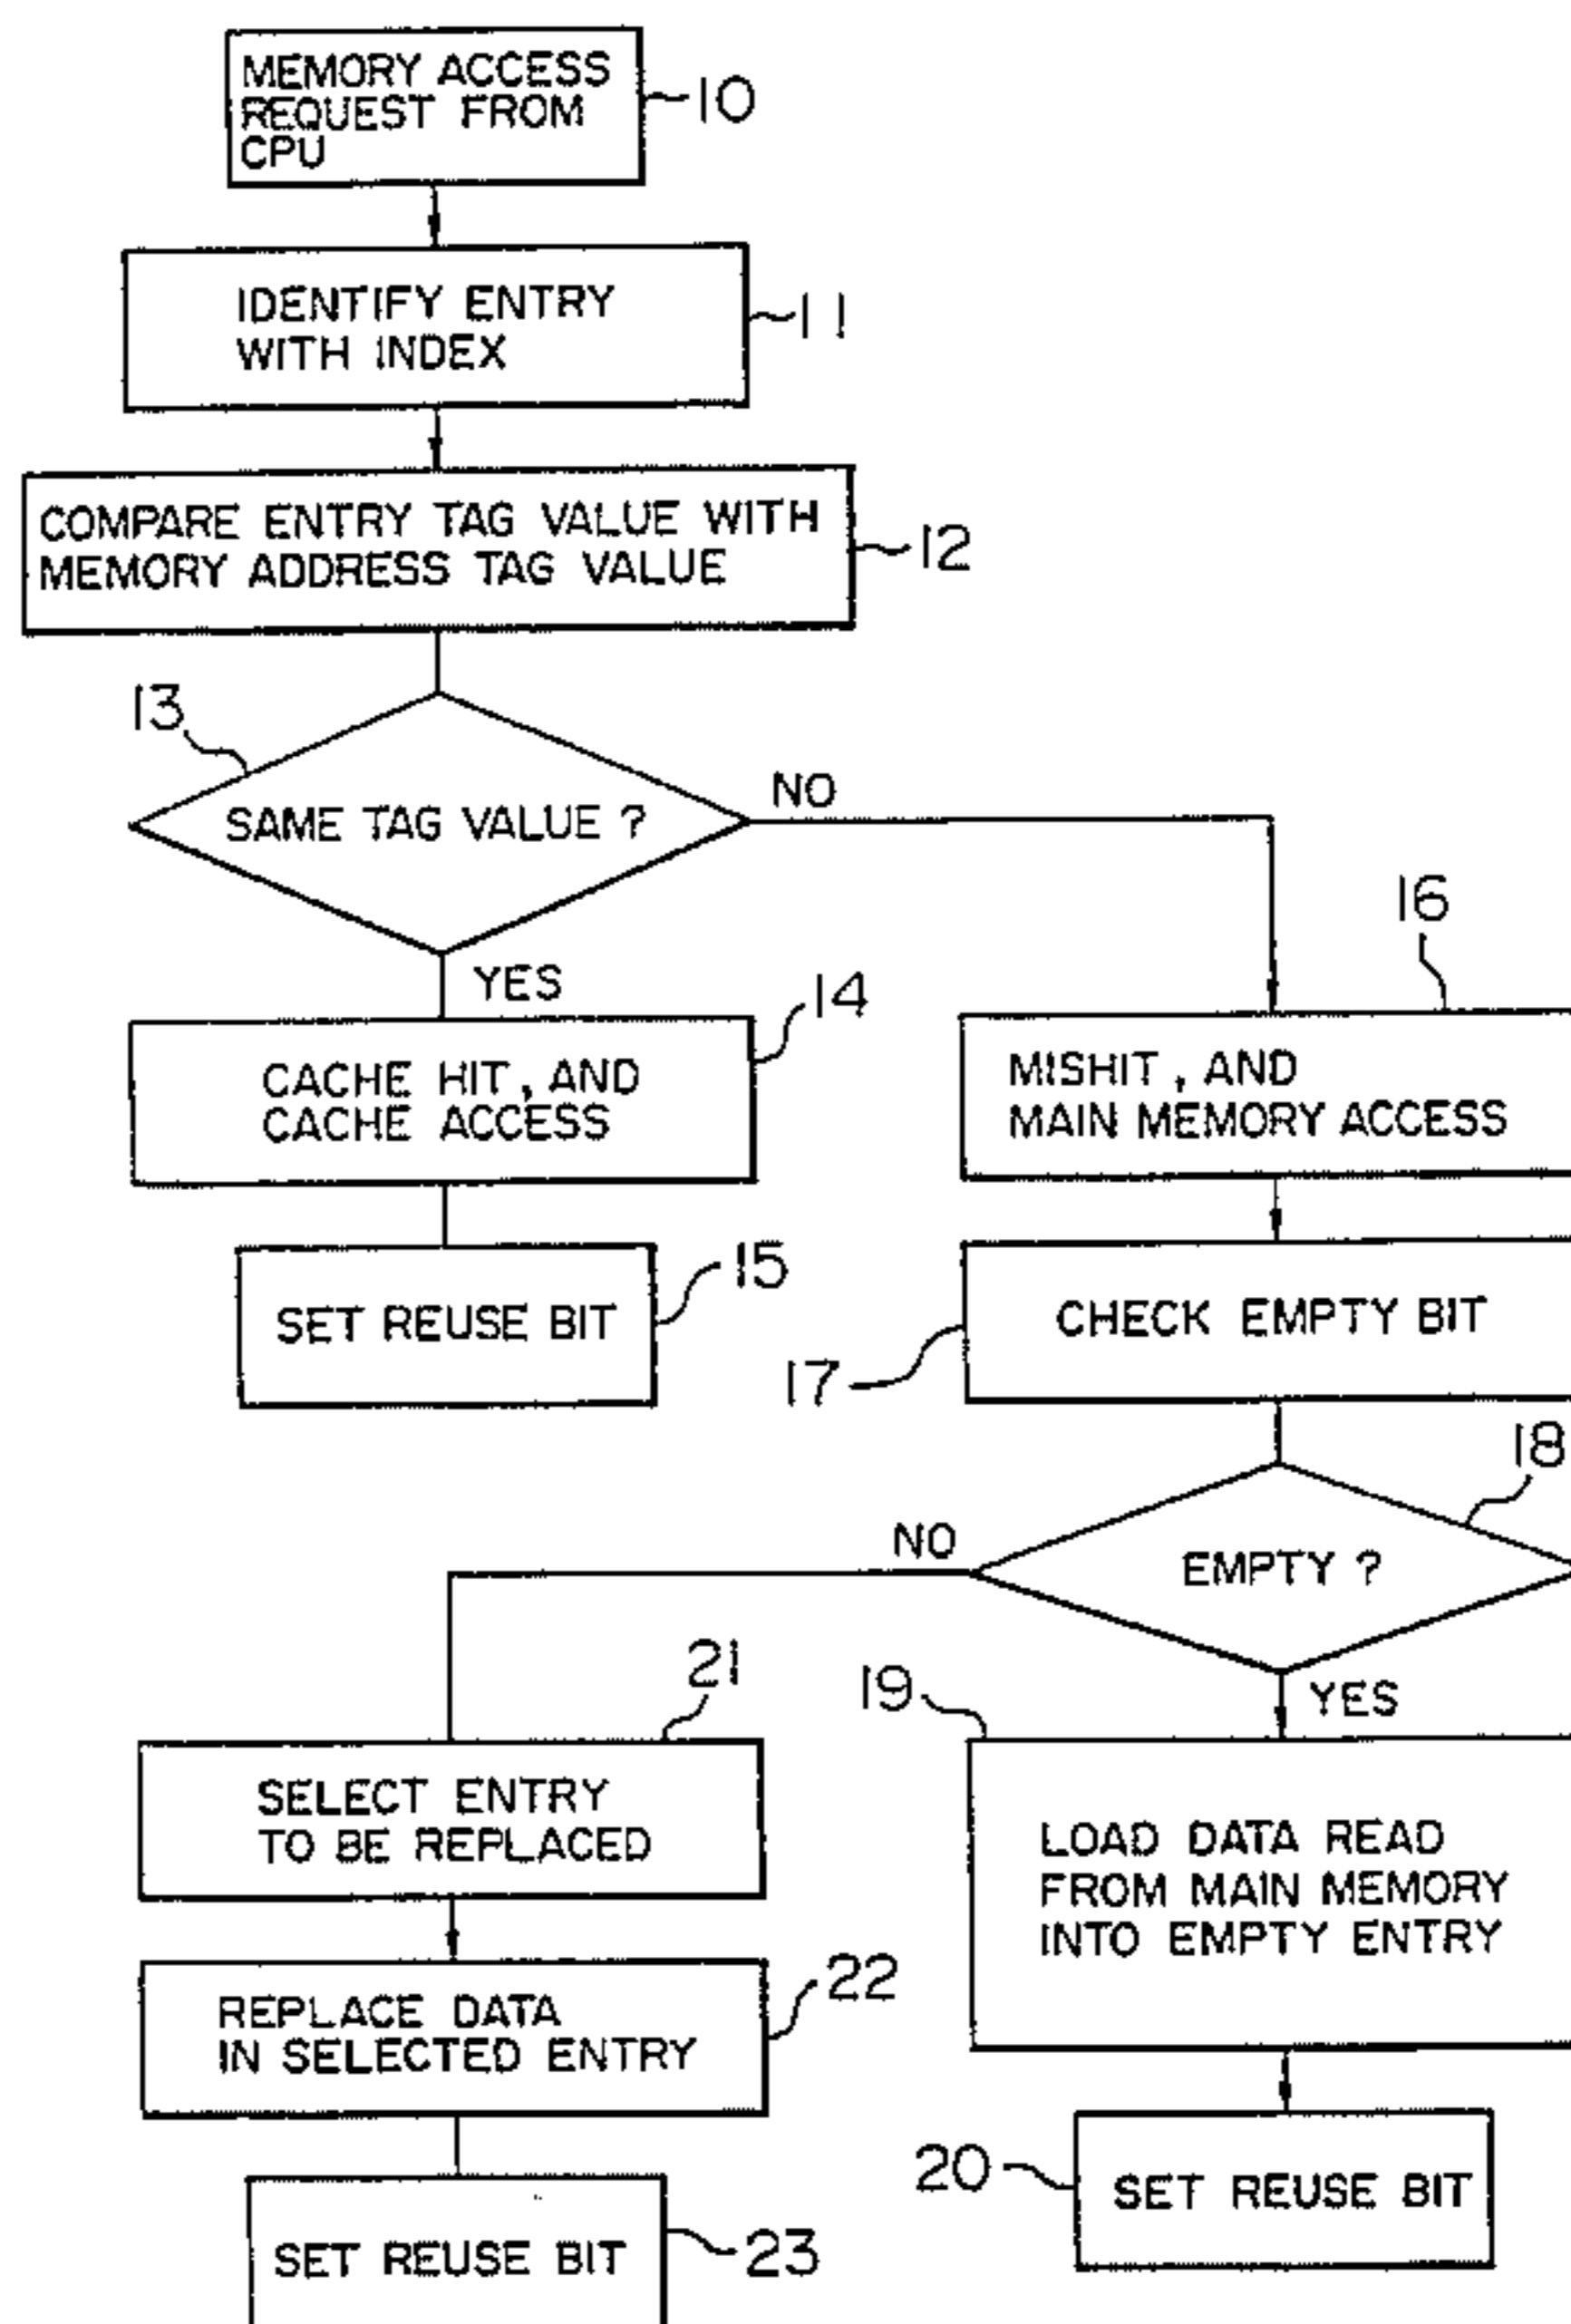 MEMORY ACCESS
REQUEST FROM
CPU
10
IDENTIFY ENTRY
WITH INDEX
11
COMPARE ENTRY TAG VALUE WITH
MEMORY ADDRESS TAG VALUE
12
13
SAME TAG VALUE ?
NO
YES
14
CACHE HIT, AND
CACHE ACCESS
15
SET REUSE BIT
16
MISHIT, AND
MAIN MEMORY ACCESS
17
CHECK EMPTY BIT
18
EMPTY ?
NO
YES
19
LOAD DATA READ
FROM MAIN MEMORY
INTO EMPTY ENTRY
20
SET REUSE BIT
21
SELECT ENTRY
TO BE REPLACED
22
REPLACE DATA
IN SELECTED ENTRY
SET REUSE BIT
23